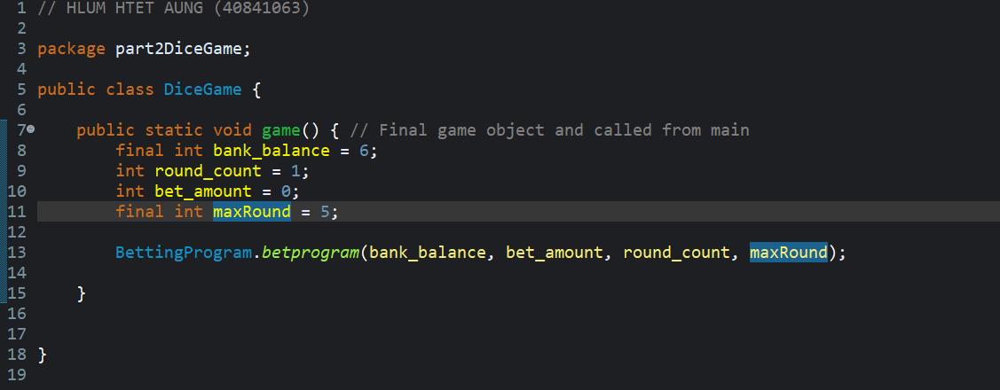 1 // HLUM HTET AUNG (40841063)
2
3 package part2DiceGame;
4
5 public class DiceGame {
6
7 public static void game() { // Final game object and called from main
8 final int bank_balance = 6;
9 int round_count = 1;
10 int bet_amount = 0;
11 final int maxRound = 5;
12
13 BettingProgram.betprogram(bank_balance, bet_amount, round_count, maxRound);
14
15 }
16
17
18 }
19